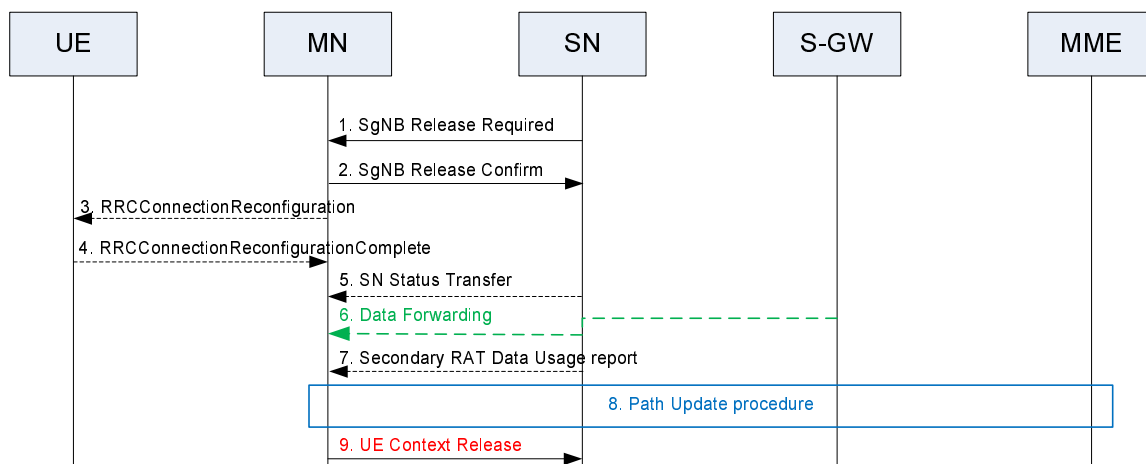 UE
MN
SN
S-GW
MME
1. SgNB Release Required
2. SgNB Release Confirm
3. RRCConnectionReconfiguration
4. RRCConnectionReconfigurationComplete
5. SN Status Transfer
6. Data Forwarding
7. Secondary RAT Data Usage report
8. Path Update procedure
9. UE Context Release